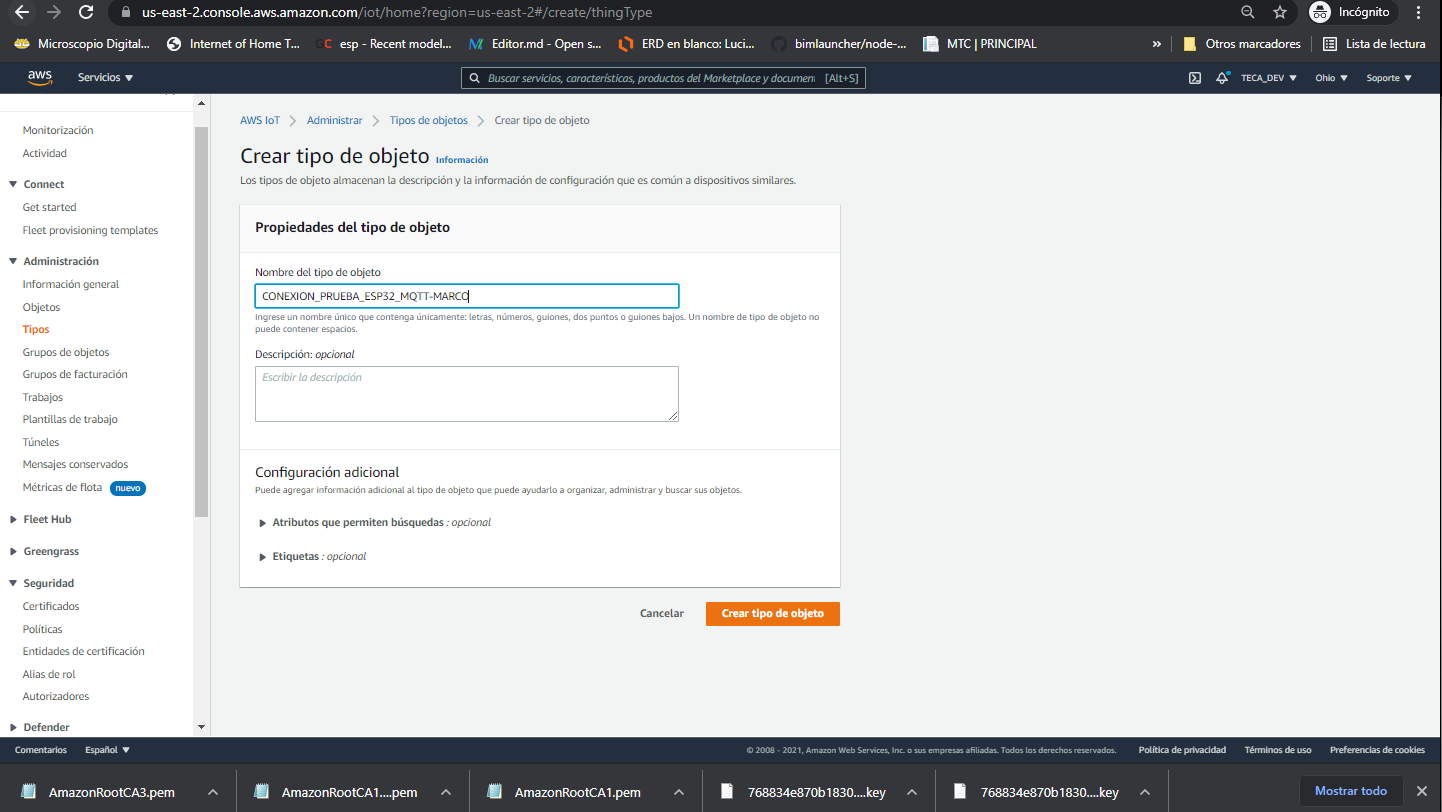 us-east-2.console.aws.amazon.com/iot/home?region=us-east-2#/create/thingType
Incógnito
Microscopio Digital...
Internet of Home T...
GC esp - Recent model...
Editor.md - Open s...
ERD en blanco: Luci...
bimlauncher/node-...
MTC | PRINCIPAL
»
Otros marcadores
Lista de lectura
aws
Servicios
Buscar servicios, características, productos del Marketplace y document [Alt+S]
TECA_DEV
Ohio
Soporte
Monitorización
Actividad
Connect
Get started
Fleet provisioning templates
Administración
Información general
Objetos
Tipos
Grupos de objetos
Grupos de facturación
Trabajos
Plantillas de trabajo
Túneles
Mensajes conservados
Métricas de flota nuevo
Fleet Hub
Greengrass
Seguridad
Certificados
Políticas
Entidades de certificación
Alias de rol
Autorizadores
Defender
AWS IoT > Administrar > Tipos de objetos > Crear tipo de objeto
Crear tipo de objeto Información
Los tipos de objeto almacenan la descripción y la información de configuración que es común a dispositivos similares.
Propiedades del tipo de objeto
Nombre del tipo de objeto
CONEXION_PRUEBA_ESP32_MQTT-MARCO
Ingrese un nombre único que contenga únicamente: letras, números, guiones, dos puntos o guiones bajos. Un nombre de tipo de objeto no
puede contener espacios.
Descripción: opcional
Escribir la descripción
Configuración adicional
Puede agregar información adicional al tipo de objeto que puede ayudarlo a organizar, administrar y buscar sus objetos.
Atributos que permiten búsquedas : opcional
Etiquetas : opcional
Cancelar
Crear tipo de objeto
Comentarios
Español
© 2008 - 2021, Amazon Web Services, Inc. o sus empresas afiliadas. Todos los derechos reservados.
Política de privacidad
Términos de uso
Preferencias de cookies
AmazonRootCA3.pem
AmazonRootCA1....pem
AmazonRootCA1.pem
768834e870b1830....key
768834e870b1830....key
Mostrar todo